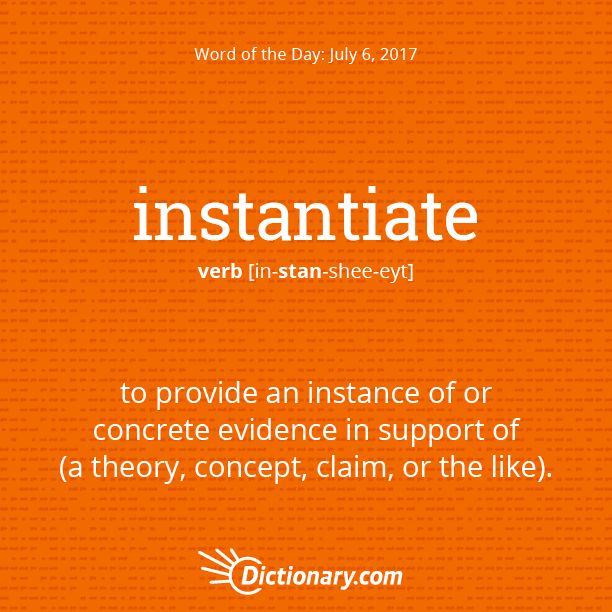 Word of the Day: July 6, 2017
instantiate
verb [in-stan-shee-eyt]
to provide an instance of or
concrete evidence in support of
(a theory, concept, claim, or the like).
Dictionary.com